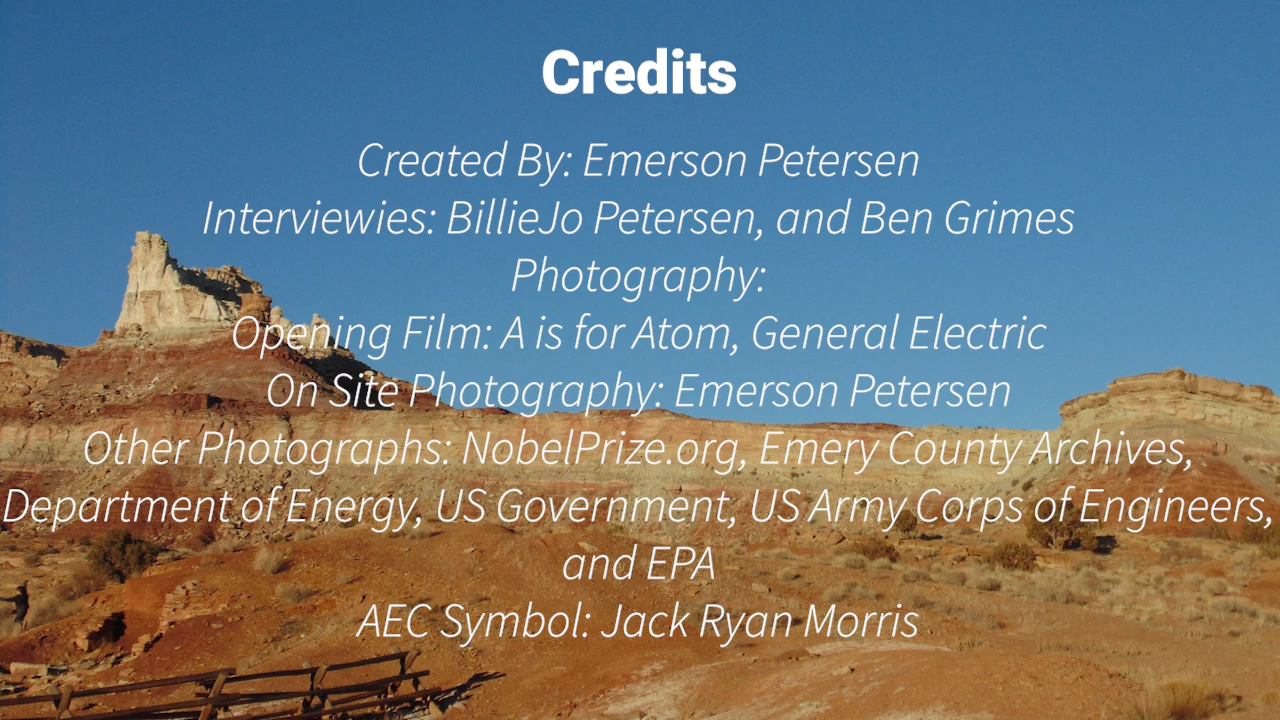 Credits
Created By: Emerson Petersen
Interviewies: BillieJo Petersen, and Ben Grimes
Photography:
Opening Film: A is for Atom, General Electric
On Site Photography: Emerson Petersen
Other Photographs: NobelPrize.org, Emery County Archives,
Department of Energy, US Government, US Army Corps of Engineers,
and EPA
AEC Symbol: Jack Ryan Morris